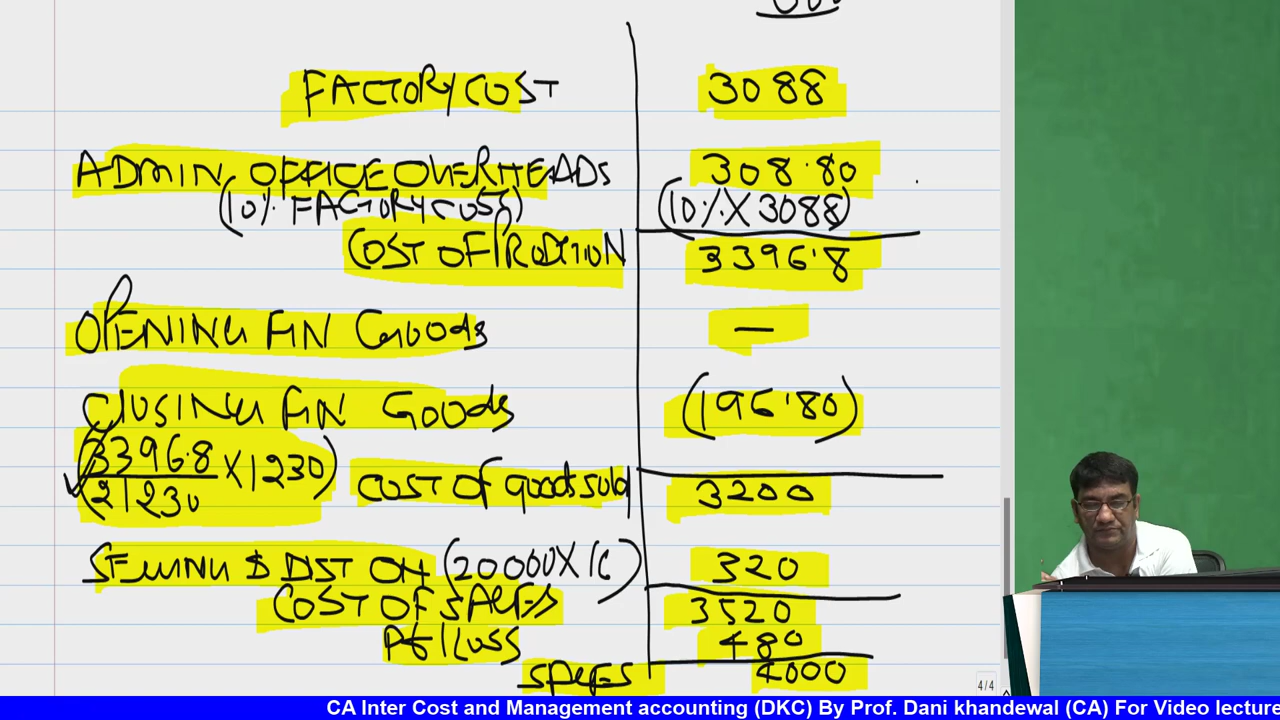 FACTORY COST 3088
ADMIN OFFICE OVERHEADS 308.80
(10% FACTORY COST) (10% X 3088)
COST OF PRODCTION 3396.8
OPENING FIN GOODS —
CLOSING FIN GOODS (196.80)
(3396.8 / 21230 X 1230) COST OF goods sold 3200
SELLING $ DIST OH (20000 X 16) 320
COST OF SALES 3520
Pft / LOSS 480
SALES 4000
4/4
CA Inter Cost and Management accounting (DKC) By Prof. Dani khandewal (CA) For Video lecture